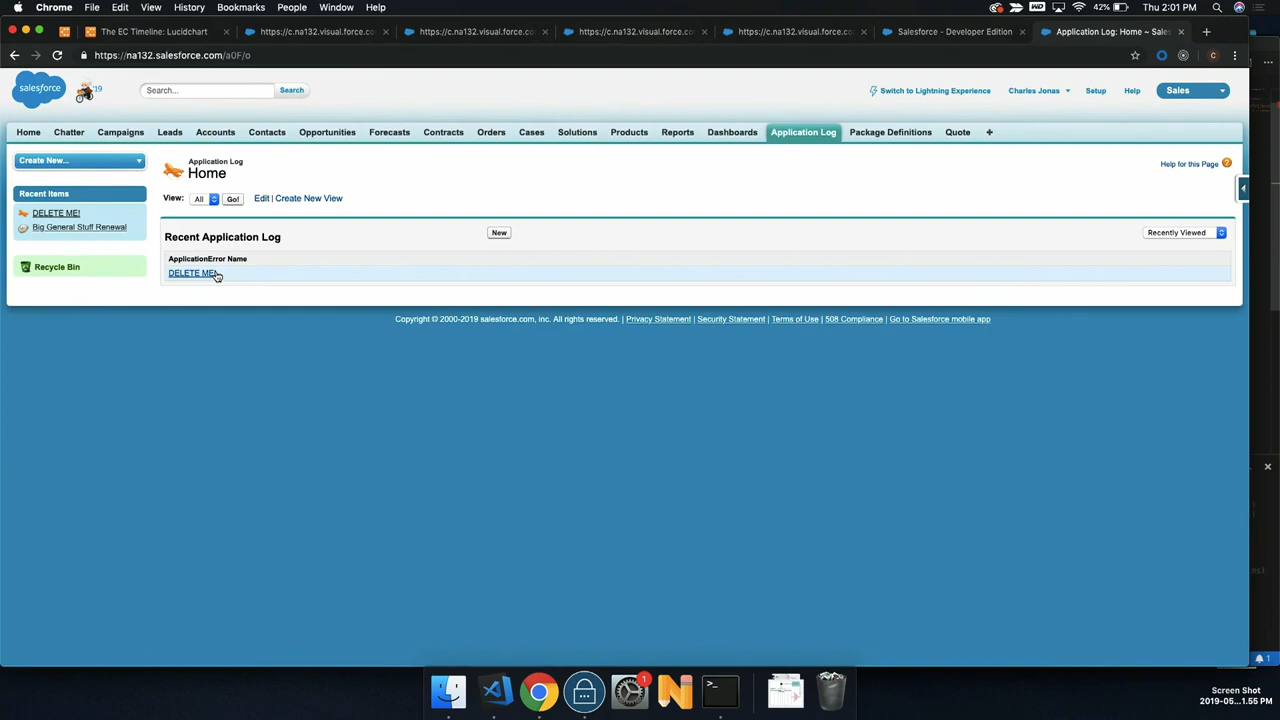 Chrome File Edit View History Bookmarks People Window Help 42% Thu 2:01 PM
The EC Timeline: Lucidchart https://c.na132.visual.force.co https://c.na132.visual.force.co https://c.na132.visual.force.co https://c.na132.visual.force.co Salesforce - Developer Edition Application Log: Home ~ Sales
https://na132.salesforce.com/a0F/o C
salesforce '19 Search... Search Switch to Lightning Experience Charles Jonas Setup Help Sales
Home Chatter Campaigns Leads Accounts Contacts Opportunities Forecasts Contracts Orders Cases Solutions Products Reports Dashboards Application Log Package Definitions Quote
Create New...
Recent Items
DELETE ME!
Big General Stuff Renewal
Recycle Bin
Application Log
Home
Help for this Page
View: All Go! Edit | Create New View
Recent Application Log New Recently Viewed
ApplicationError Name
DELETE ME!
Copyright © 2000-2019 salesforce.com, inc. All rights reserved. | Privacy Statement | Security Statement | Terms of Use | 508 Compliance | Go to Salesforce mobile app
1
1
Screen Shot
2019-05...1.55 PM